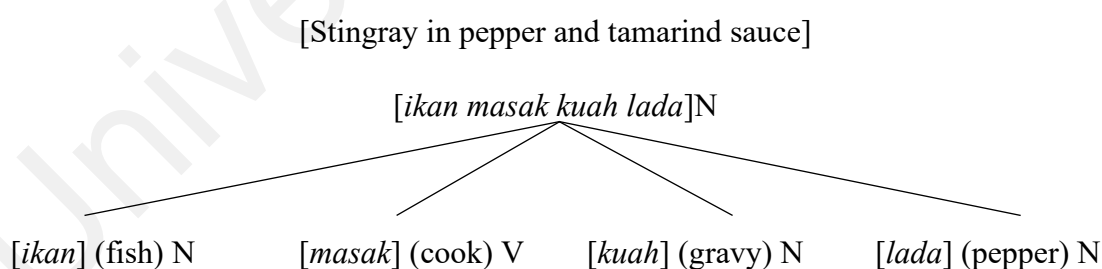 [Stingray in pepper and tamarind sauce]
[ikan masak kuah lada]N
[ikan] (fish) N [masak] (cook) V [kuah] (gravy) N [lada] (pepper) N